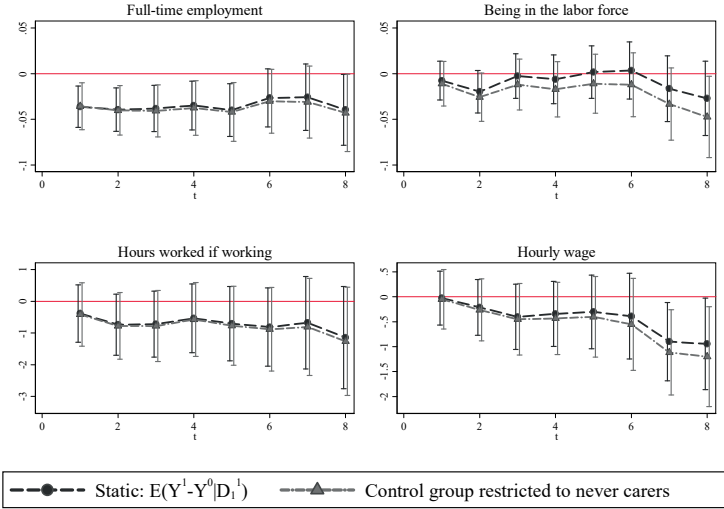 Full-time employment
.05
0
-.05
-.1
0 2 4 6 8
t
Being in the labor force
.05
0
-.05
-.1
0 2 4 6 8
t
Hours worked if working
1
0
-1
-2
-3
0 2 4 6 8
t
Hourly wage
.5
0
-.5
-1
-1.5
-2
0 2 4 6 8
t
Static: E(Y¹-Y⁰|D₁¹)
Control group restricted to never carers